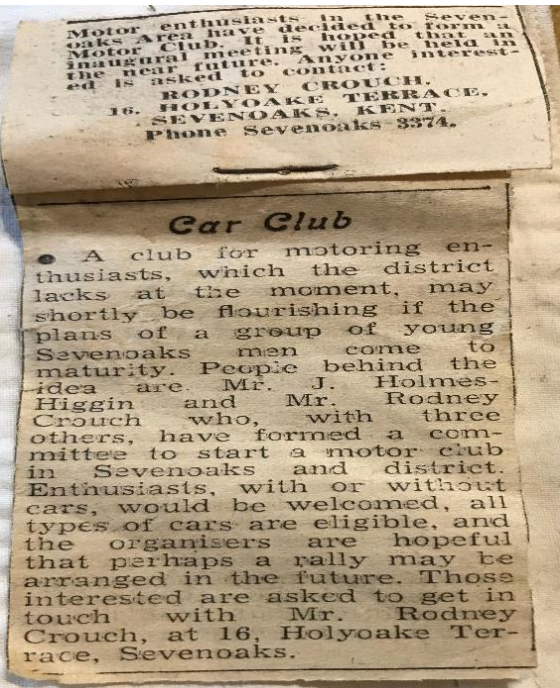 Motor enthusiasts in the Seven-
oaks Area have decided to form a
Motor Club. It is hoped that an
inaugural meeting will be held in
the near future. Anyone interest-
ed is asked to contact:
RODNEY CROUCH.
16. HOLYOAKE TERRACE,
SEVENOAKS, KENT.
Phone Sevenoaks 3374.
Car Club
● A club for motoring en-
thusiasts, which the district
lacks at the moment, may
shortly be flourishing if the
plans of a group of young
Sevenoaks men come to
maturity. People behind the
idea are Mr. J. Holmes-
Higgin and Mr. Rodney
Crouch who, with three
others, have formed a com-
mittee to start a motor club
in Sevenoaks and district.
Enthusiasts, with or without
cars, would be welcomed, all
types of cars are eligible, and
the organisers are hopeful
that perhaps a rally may be
arranged in the future. Those
interested are asked to get in
touch with Mr. Rodney
Crouch, at 16, Holyoake Ter-
race, Sevenoaks.